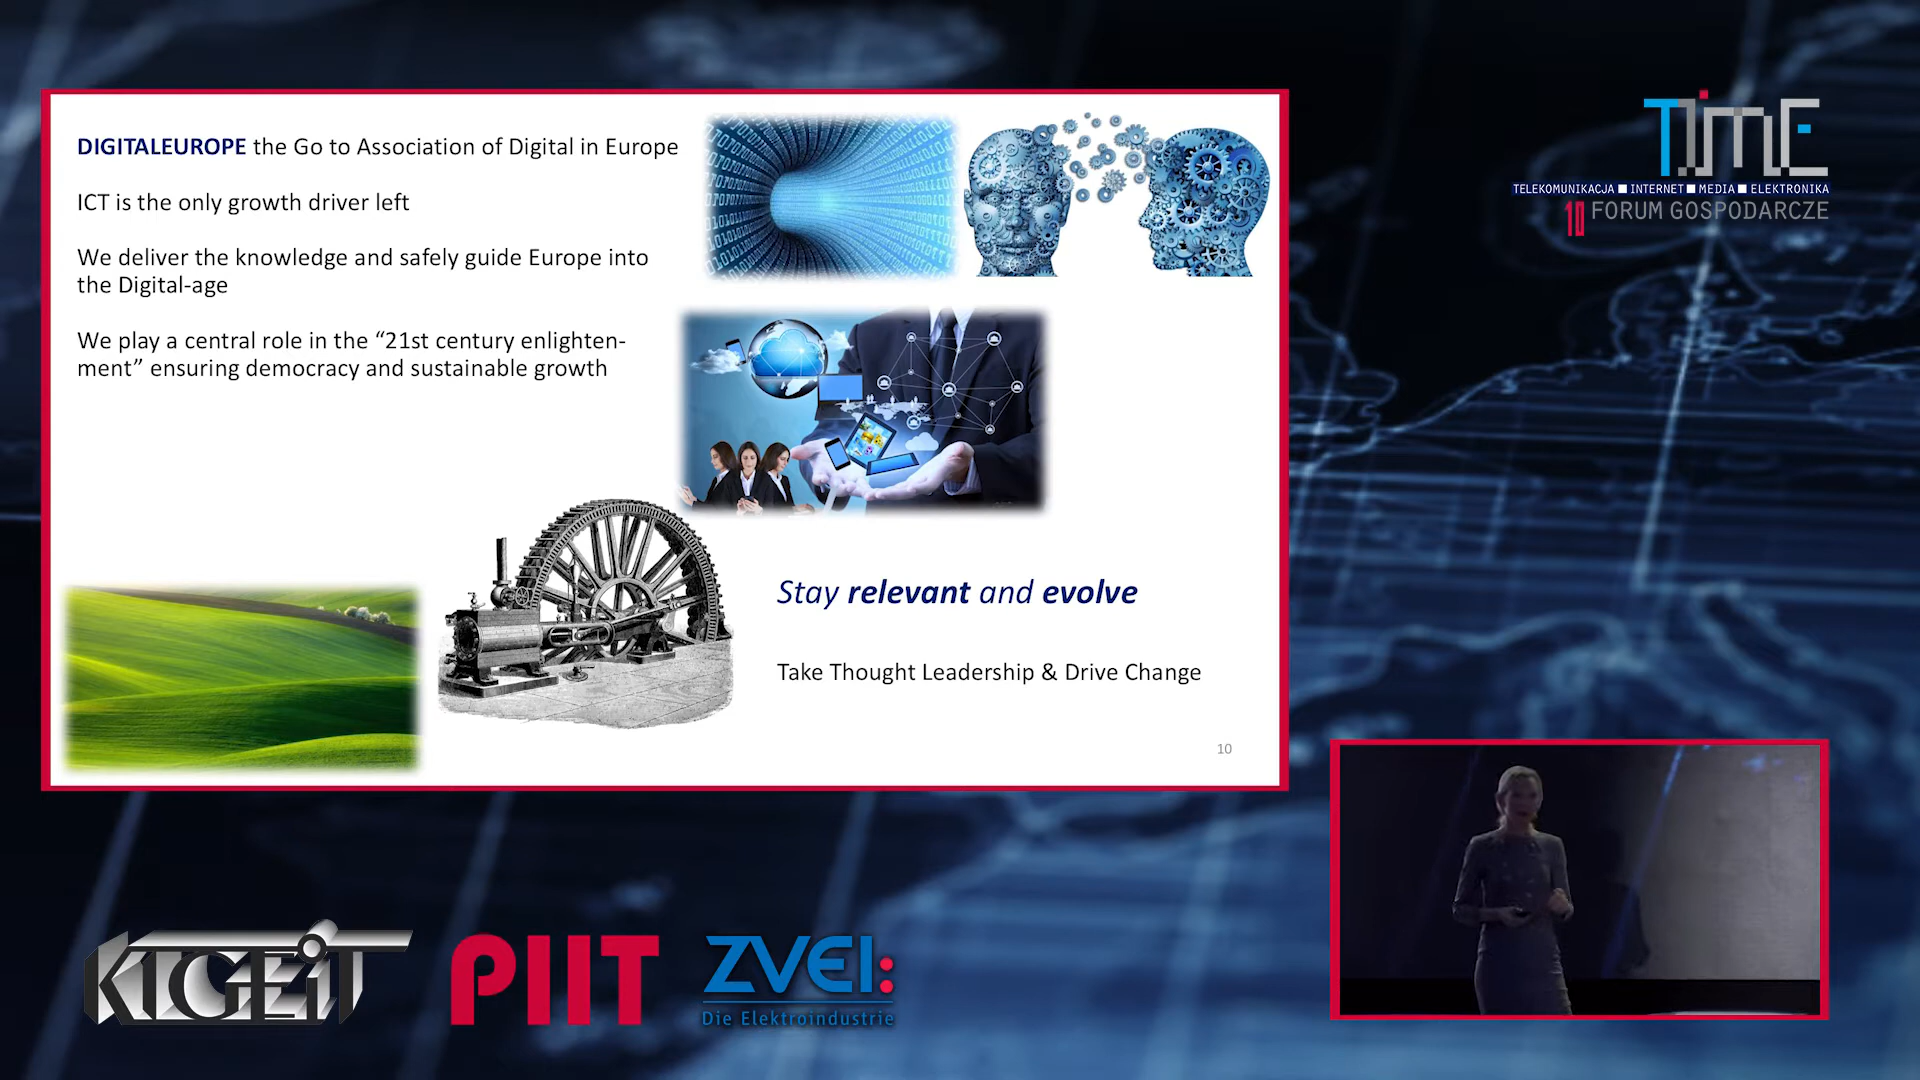 DIGITALEUROPE the Go to Association of Digital in Europe
ICT is the only growth driver left
We deliver the knowledge and safely guide Europe into
the Digital-age
We play a central role in the “21st century enlighten-
ment” ensuring democracy and sustainable growth
Stay relevant and evolve
Take Thought Leadership & Drive Change
10
TIME
TELEKOMUNIKACJA ■ INTERNET ■ MEDIA ■ ELEKTRONIKA
10 FORUM GOSPODARCZE
KIGEiT
PIIT
ZVEI:
Die Elektroindustrie